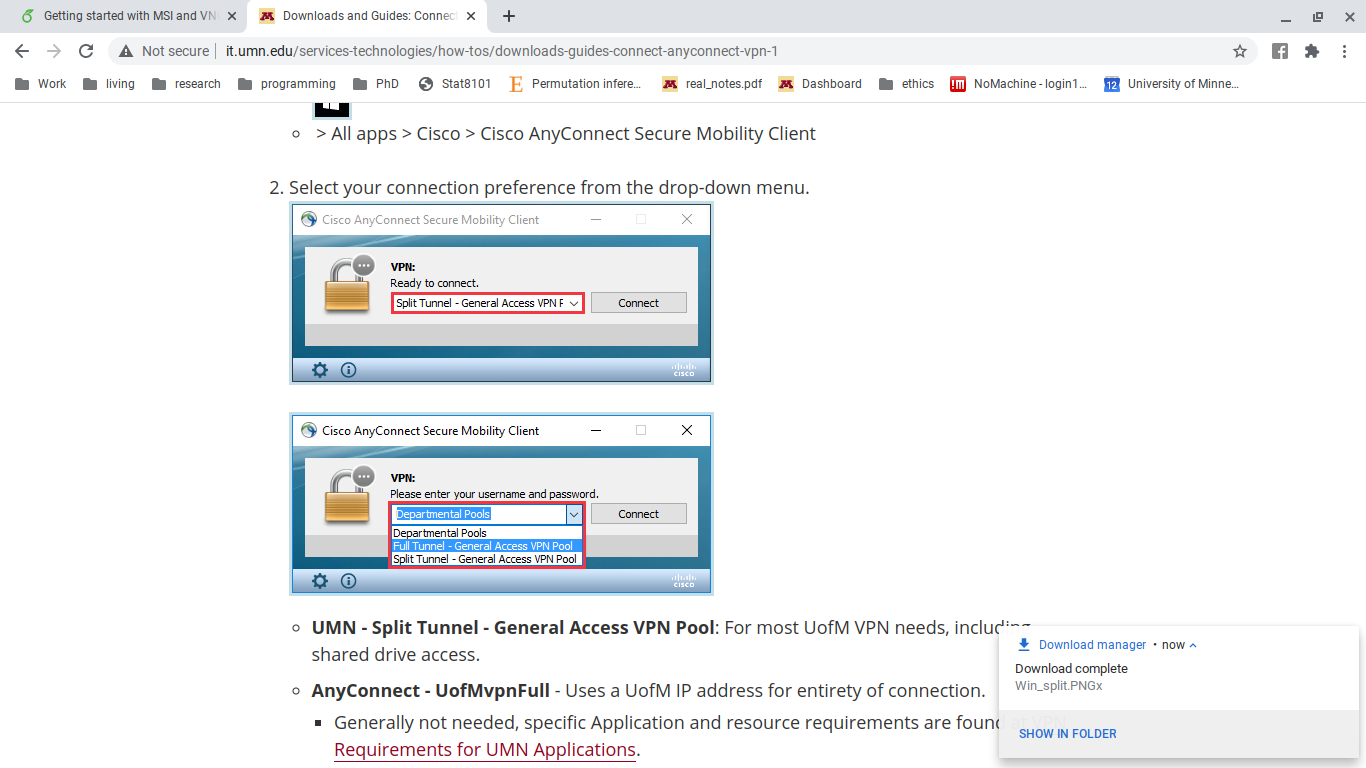 Getting started with MSI and VN
Downloads and Guides: Connect
Not secure
it.umn.edu/services-technologies/how-tos/downloads-guides-connect-anyconnect-vpn-1
Work
living
research
programming
PhD
Stat8101
Permutation infere...
real_notes.pdf
Dashboard
ethics
NoMachine - login1...
12
University of Minne...
> All apps > Cisco > Cisco AnyConnect Secure Mobility Client
2. Select your connection preference from the drop-down menu.
Cisco AnyConnect Secure Mobility Client
VPN:
Ready to connect.
Split Tunnel - General Access VPN P
Connect
cisco
Cisco AnyConnect Secure Mobility Client
VPN:
Please enter your username and password.
Departmental Pools
Connect
Departmental Pools
Full Tunnel - General Access VPN Pool
Split Tunnel - General Access VPN Pool
cisco
UMN - Split Tunnel - General Access VPN Pool: For most UofM VPN needs, including
shared drive access.
AnyConnect - UofMvpnFull - Uses a UofM IP address for entirety of connection.
Generally not needed, specific Application and resource requirements are found at VPN
Requirements for UMN Applications.
Download manager • now
Download complete
Win_split.PNGx
SHOW IN FOLDER